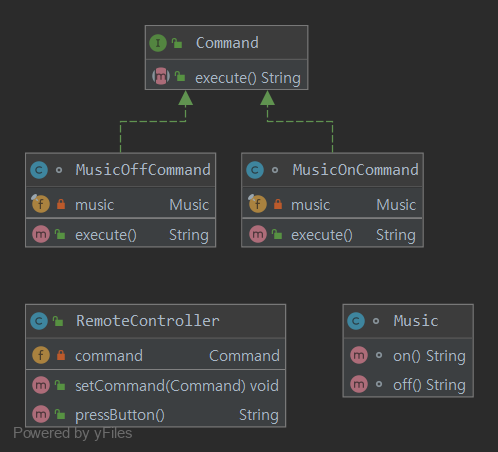 Command
execute() String
MusicOffCommand
music Music
execute() String
MusicOnCommand
music Music
execute() String
RemoteController
command Command
setCommand(Command) void
pressButton() String
Music
on() String
off() String
Powered by yFiles